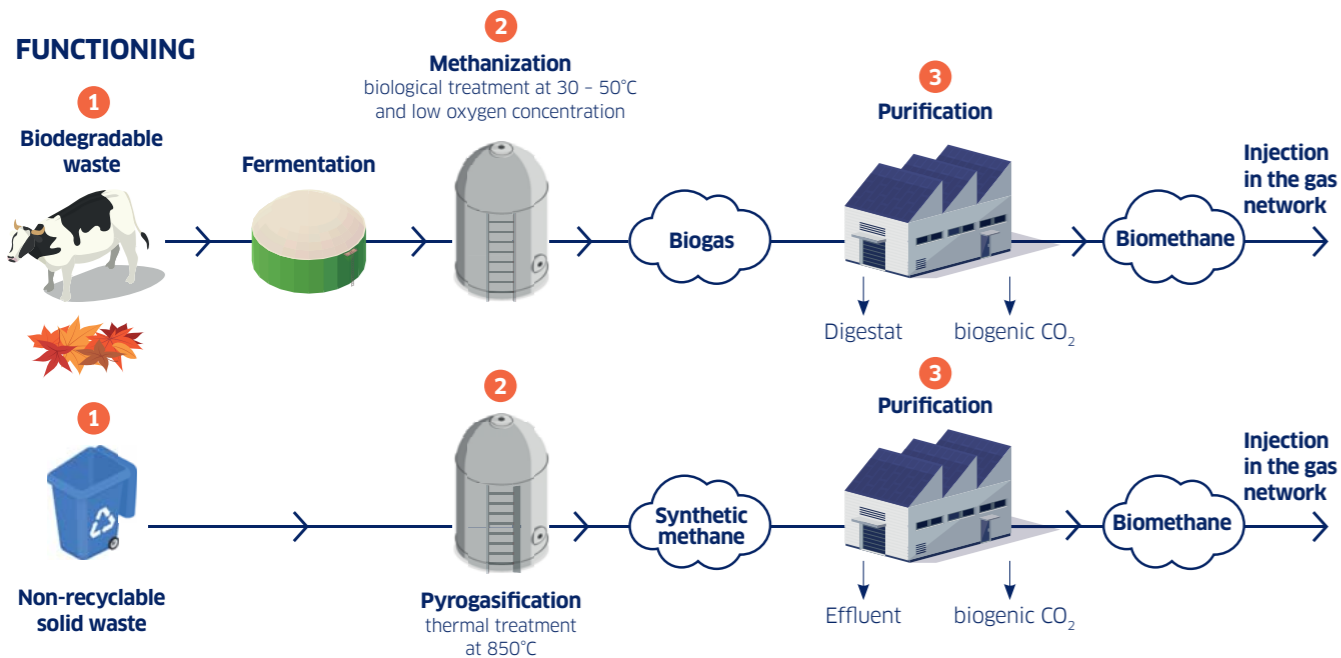 FUNCTIONING
1
Biodegradable
waste
Fermentation
2
Methanization
biological treatment at 30 – 50°C
and low oxygen concentration
Biogas
3
Purification
Digestat
biogenic CO₂
Biomethane
Injection
in the gas
network
1
Non-recyclable
solid waste
2
Pyrogasification
thermal treatment
at 850°C
Synthetic
methane
3
Purification
Effluent
biogenic CO₂
Biomethane
Injection
in the gas
network